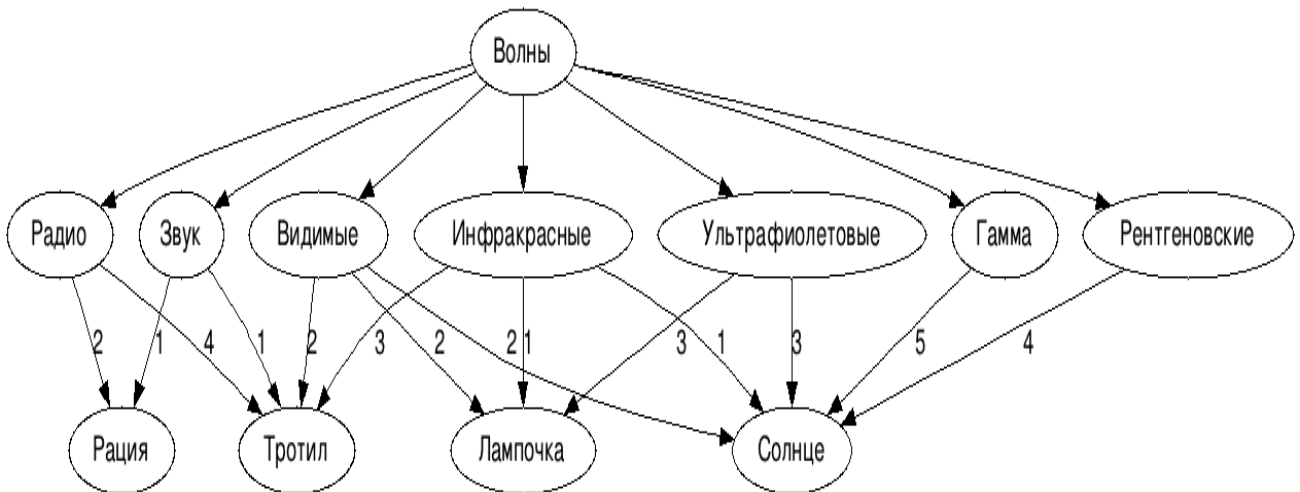 Волны
Радио Звук Видимые Инфракрасные Ультрафиолетовые Гамма Рентгеновские
2 1 4 1 2 3 2 2 1 3 1 3 5 4
Рация Тротил Лампочка Солнце